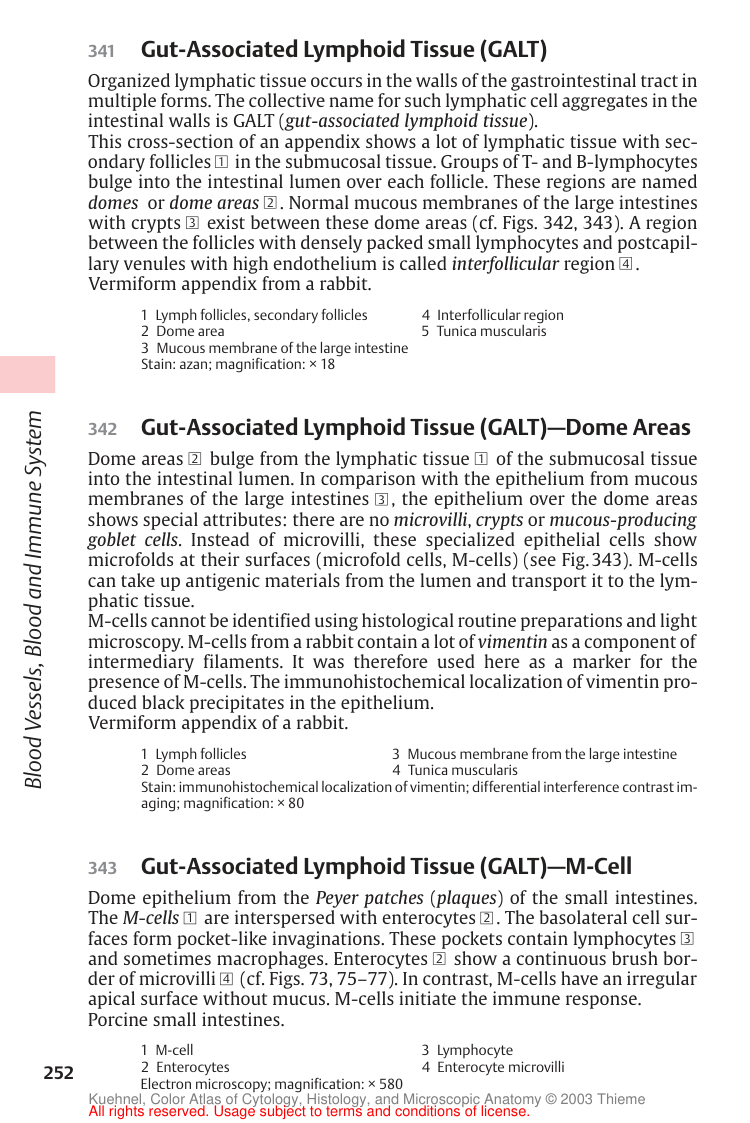 341 Gut-Associated Lymphoid Tissue (GALT)
Organized lymphatic tissue occurs in the walls of the gastrointestinal tract in
multiple forms. The collective name for such lymphatic cell aggregates in the
intestinal walls is GALT (gut-associated lymphoid tissue).
This cross-section of an appendix shows a lot of lymphatic tissue with sec-
ondary follicles 1 in the submucosal tissue. Groups of T- and B-lymphocytes
bulge into the intestinal lumen over each follicle. These regions are named
domes or dome areas 2. Normal mucous membranes of the large intestines
with crypts 3 exist between these dome areas (cf. Figs. 342, 343). A region
between the follicles with densely packed small lymphocytes and postcapil-
lary venules with high endothelium is called interfollicular region 4.
Vermiform appendix from a rabbit.
1 Lymph follicles, secondary follicles 4 Interfollicular region
2 Dome area 5 Tunica muscularis
3 Mucous membrane of the large intestine
Stain: azan; magnification: × 18
Blood Vessels, Blood and Immune System
342 Gut-Associated Lymphoid Tissue (GALT)—Dome Areas
Dome areas 2 bulge from the lymphatic tissue 1 of the submucosal tissue
into the intestinal lumen. In comparison with the epithelium from mucous
membranes of the large intestines 3, the epithelium over the dome areas
shows special attributes: there are no microvilli, crypts or mucous-producing
goblet cells. Instead of microvilli, these specialized epithelial cells show
microfolds at their surfaces (microfold cells, M-cells) (see Fig. 343). M-cells
can take up antigenic materials from the lumen and transport it to the lym-
phatic tissue.
M-cells cannot be identified using histological routine preparations and light
microscopy. M-cells from a rabbit contain a lot of vimentin as a component of
intermediary filaments. It was therefore used here as a marker for the
presence of M-cells. The immunohistochemical localization of vimentin pro-
duced black precipitates in the epithelium.
Vermiform appendix of a rabbit.
1 Lymph follicles 3 Mucous membrane from the large intestine
2 Dome areas 4 Tunica muscularis
Stain: immunohistochemical localization of vimentin; differential interference contrast im-
aging; magnification: × 80
343 Gut-Associated Lymphoid Tissue (GALT)—M-Cell
Dome epithelium from the Peyer patches (plaques) of the small intestines.
The M-cells 1 are interspersed with enterocytes 2. The basolateral cell sur-
faces form pocket-like invaginations. These pockets contain lymphocytes 3
and sometimes macrophages. Enterocytes 2 show a continuous brush bor-
der of microvilli 4 (cf. Figs. 73, 75–77). In contrast, M-cells have an irregular
apical surface without mucus. M-cells initiate the immune response.
Porcine small intestines.
1 M-cell 3 Lymphocyte
2 Enterocytes 4 Enterocyte microvilli
Electron microscopy; magnification: × 580
252
Kuehnel, Color Atlas of Cytology, Histology, and Microscopic Anatomy © 2003 Thieme
All rights reserved. Usage subject to terms and conditions of license.